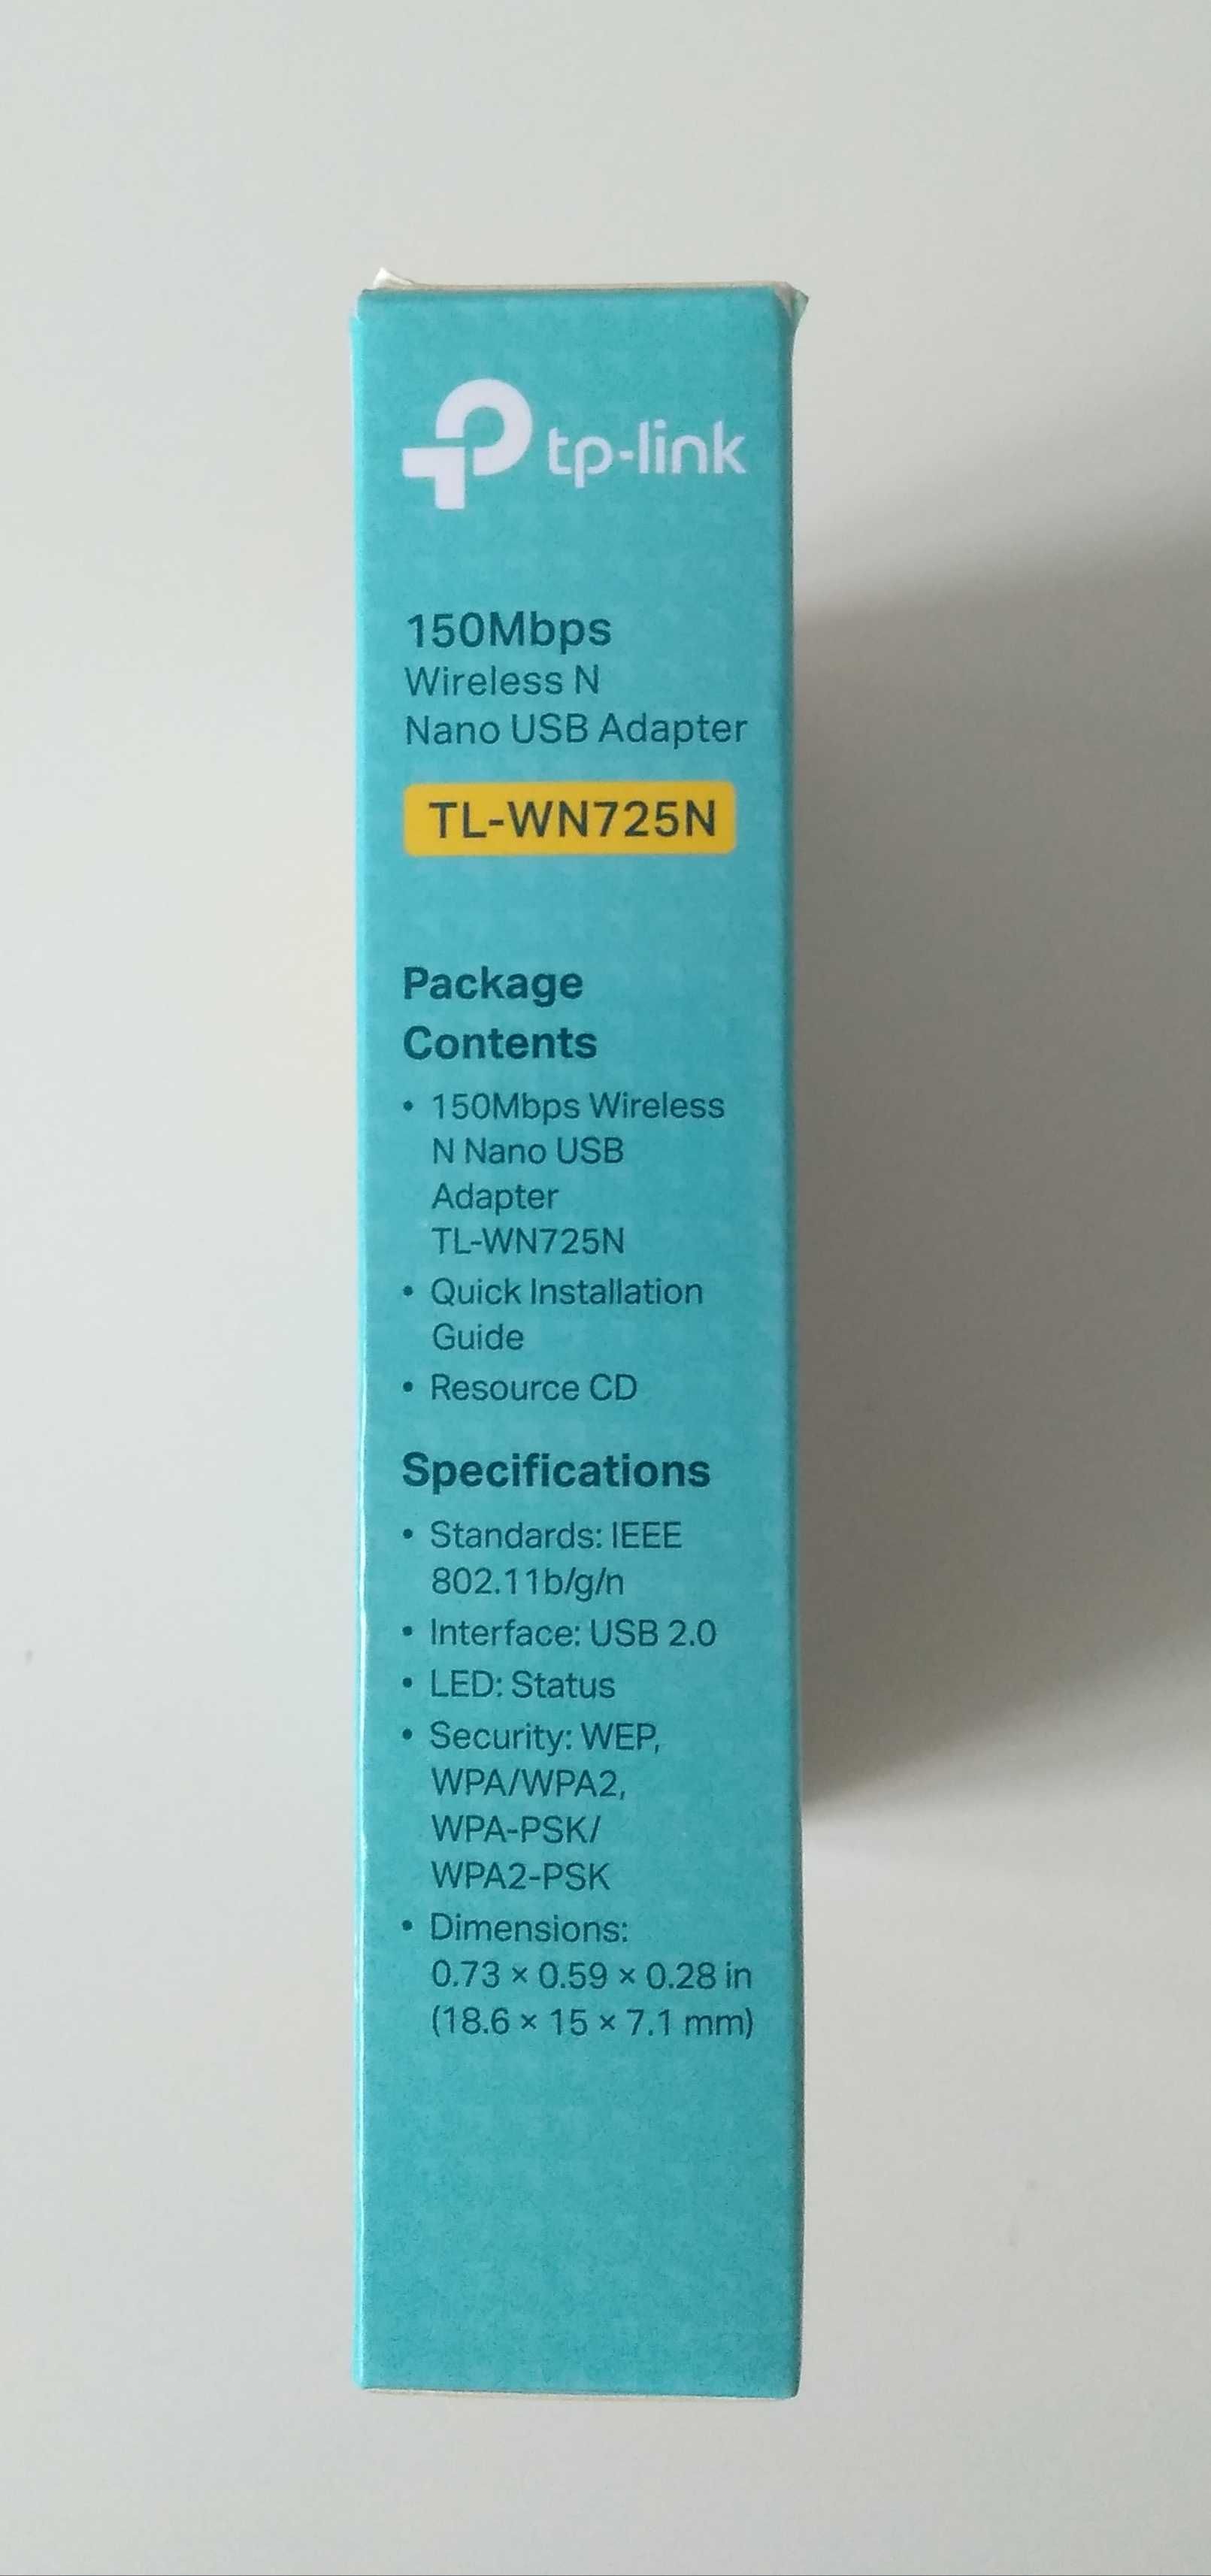 tp-link
150Mbps
Wireless N
Nano USB Adapter
TL-WN725N
Package
Contents
• 150Mbps Wireless
N Nano USB
Adapter
TL-WN725N
• Quick Installation
Guide
• Resource CD
Specifications
• Standards: IEEE
802.11b/g/n
• Interface: USB 2.0
• LED: Status
• Security: WEP,
WPA/WPA2,
WPA-PSK/
WPA2-PSK
• Dimensions:
0.73 × 0.59 × 0.28 in
(18.6 × 15 × 7.1 mm)